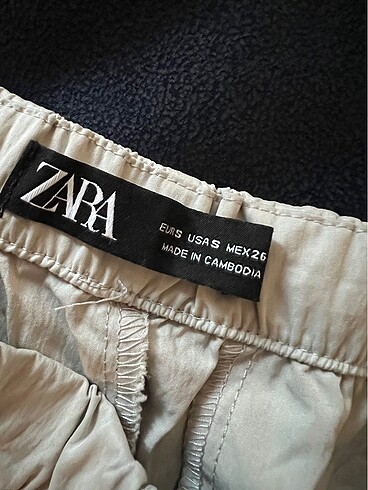 ZARA
EUR S USA S MEX 26
MADE IN CAMBODIA